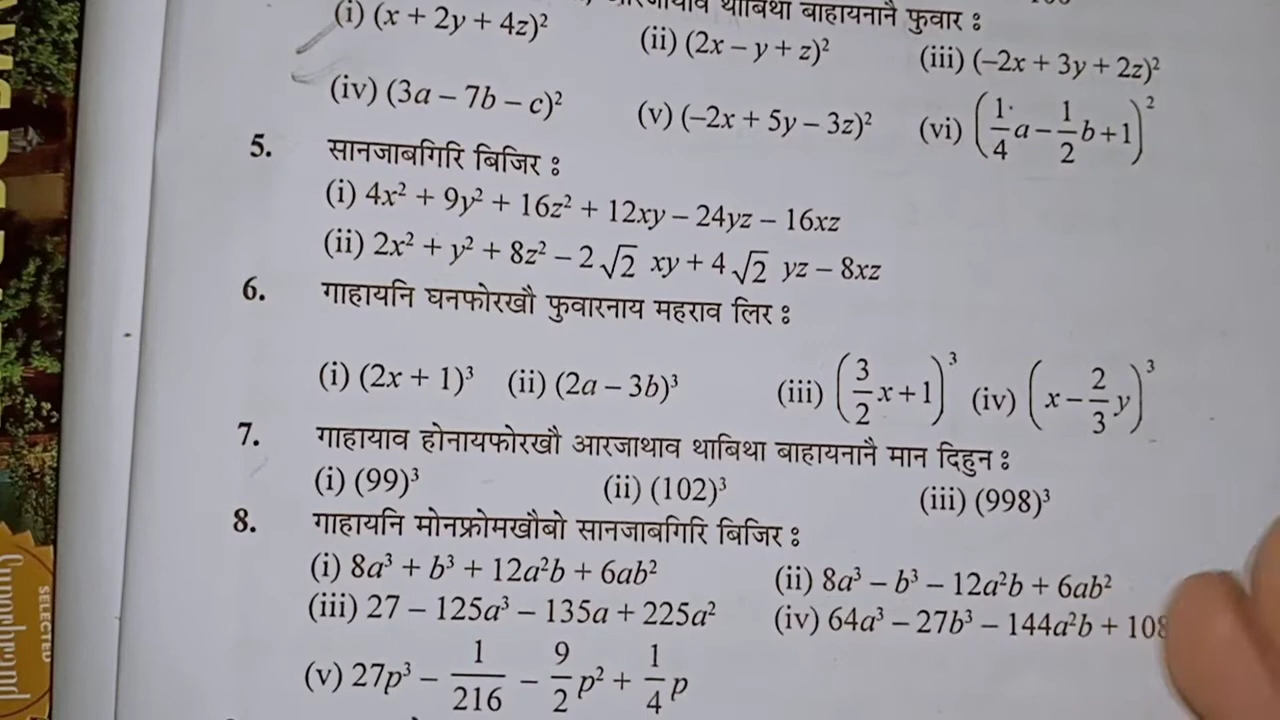 थाबिथा बाहायनानै फुवार :
(i) (x + 2y + 4z)² (ii) (2x – y + z)² (iii) (–2x + 3y + 2z)²
(iv) (3a – 7b – c)² (v) (–2x + 5y – 3z)² (vi) (1/4 a – 1/2 b + 1)²
5. सानजाबगिरि बिजिर :
(i) 4x² + 9y² + 16z² + 12xy – 24yz – 16xz
(ii) 2x² + y² + 8z² – 2√2 xy + 4√2 yz – 8xz
6. गाहायनि घनफोरखौ फुवारनाय महराव लिर :
(i) (2x + 1)³ (ii) (2a – 3b)³ (iii) (3/2 x + 1)³ (iv) (x – 2/3 y)³
7. गाहायाव होनायफोरखौ आरजाथाव थाबिथा बाहायनानै मान दिहुन :
(i) (99)³ (ii) (102)³ (iii) (998)³
8. गाहायनि मोनफ्रोमखौबो सानजाबगिरि बिजिर :
(i) 8a³ + b³ + 12a²b + 6ab² (ii) 8a³ – b³ – 12a²b + 6ab²
(iii) 27 – 125a³ – 135a + 225a² (iv) 64a³ – 27b³ – 144a²b + 108
(v) 27p³ – 1/216 – 9/2 p² + 1/4 p
SELECTED